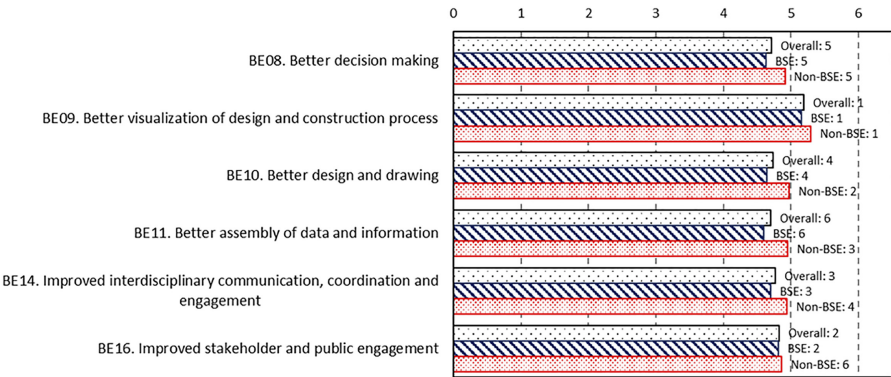 0 1 2 3 4 5 6
BE08. Better decision making
Overall: 5
BSE: 5
Non-BSE: 5
BE09. Better visualization of design and construction process
Overall: 1
BSE: 1
Non-BSE: 1
BE10. Better design and drawing
Overall: 4
BSE: 4
Non-BSE: 2
BE11. Better assembly of data and information
Overall: 6
BSE: 6
Non-BSE: 3
BE14. Improved interdisciplinary communication, coordination and
engagement
Overall: 3
BSE: 3
Non-BSE: 4
BE16. Improved stakeholder and public engagement
Overall: 2
BSE: 2
Non-BSE: 6